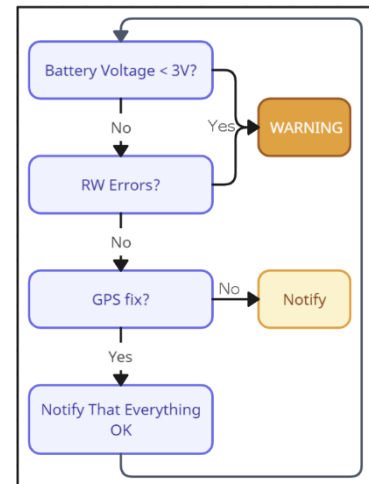 Battery Voltage < 3V?
Yes
WARNING
No
RW Errors?
No
GPS fix?
No
Notify
Yes
Notify That Everything
OK